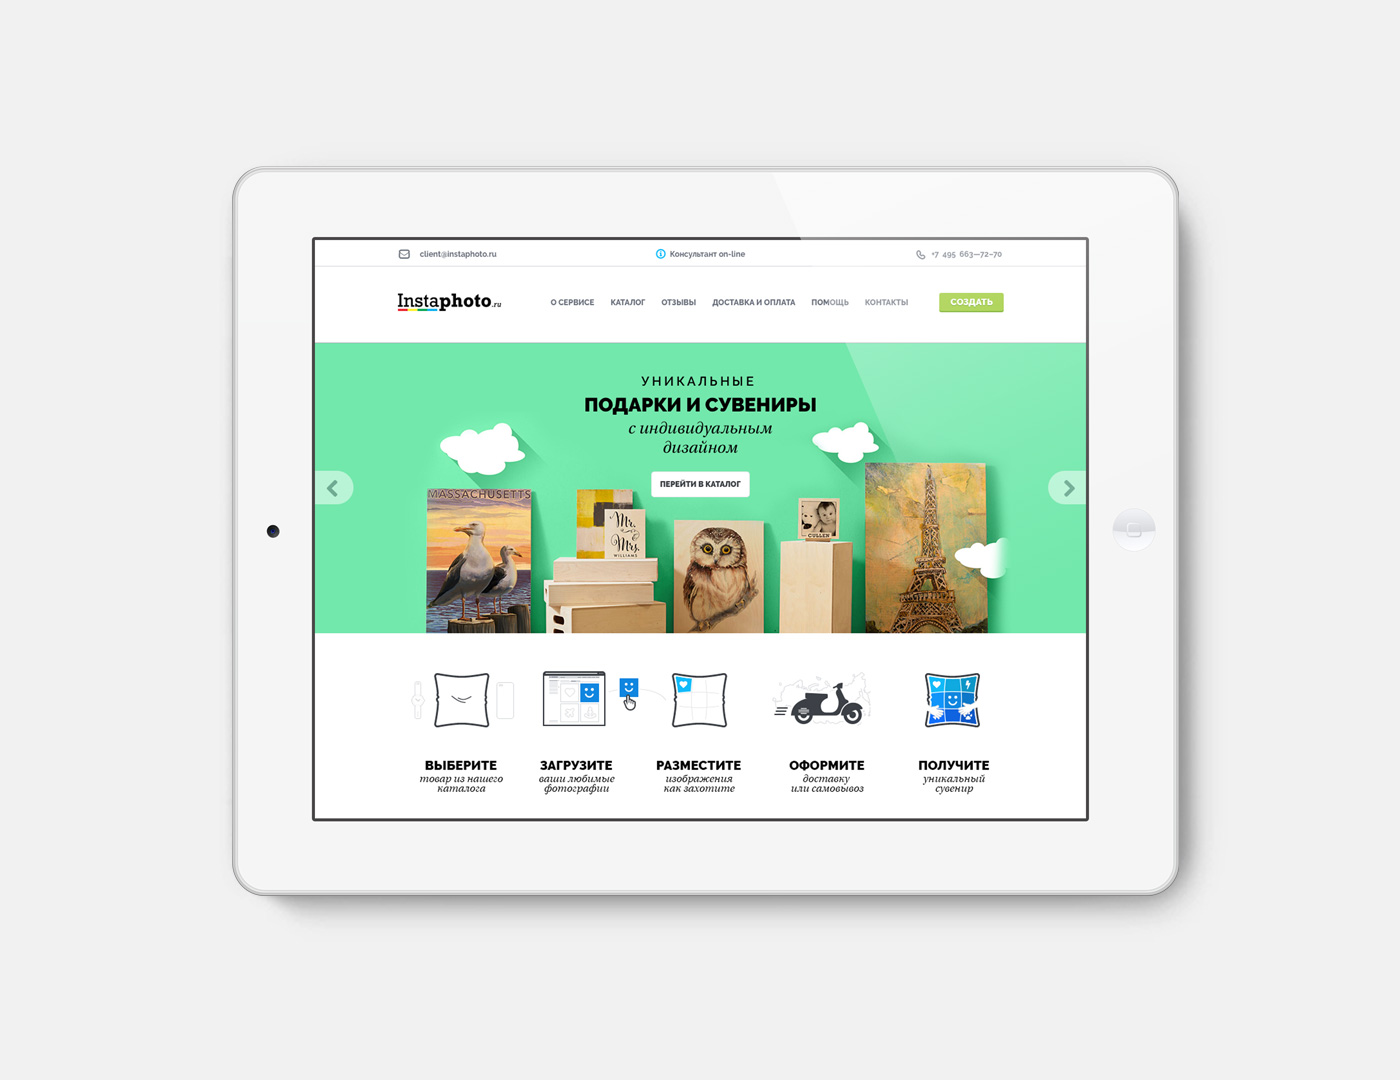 client@instaphoto.ru
Консультант on-line
+7 495 663—72-70
Instaphoto.ru
О СЕРВИСЕ
КАТАЛОГ
ОТЗЫВЫ
ДОСТАВКА И ОПЛАТА
ПОМОЩЬ
КОНТАКТЫ
СОЗДАТЬ
УНИКАЛЬНЫЕ
ПОДАРКИ И СУВЕНИРЫ
с индивидуальным
дизайном
ПЕРЕЙТИ В КАТАЛОГ
MASSACHUSETTS
Mr.
Mrs.
WILLIAMS
CULLEN
ВЫБЕРИТЕ
товар из нашего
каталога
ЗАГРУЗИТЕ
ваши любимые
фотографии
РАЗМЕСТИТЕ
изображения
как захотите
ОФОРМИТЕ
доставку
или самовывоз
ПОЛУЧИТЕ
уникальный
сувенир